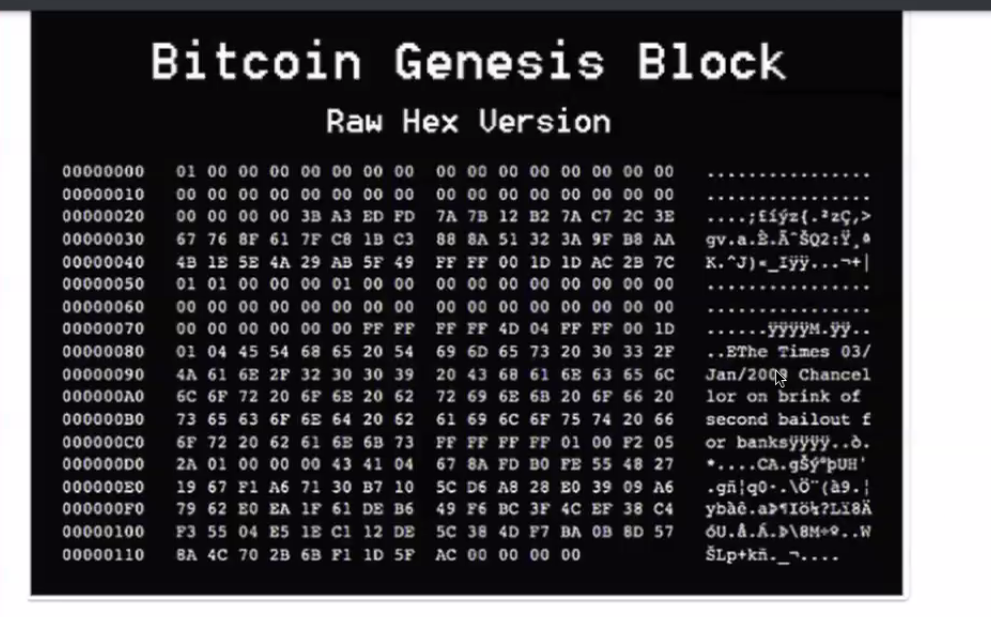 Bitcoin Genesis Block
Raw Hex Version
00000000 01 00 00 00 00 00 00 00 00 00 00 00 00 00 00 00 ................
00000010 00 00 00 00 00 00 00 00 00 00 00 00 00 00 00 00 ................
00000020 00 00 00 00 3B A3 ED FD 7A 7B 12 B2 7A C7 2C 3E ....;£íýz{.²zÇ,>
00000030 67 76 8F 61 7F C8 1B C3 88 8A 51 32 3A 9F B8 AA gv.a.È.ÃˆŠQ2:Ÿ¸ª
00000040 4B 1E 5E 4A 29 AB 5F 49 FF FF 00 1D 1D AC 2B 7C K.^J)«_Iÿÿ...¬+|
00000050 01 01 00 00 00 01 00 00 00 00 00 00 00 00 00 00 ................
00000060 00 00 00 00 00 00 00 00 00 00 00 00 00 00 00 00 ................
00000070 00 00 00 00 00 00 FF FF FF FF 4D 04 FF FF 00 1D ......ÿÿÿÿM.ÿÿ..
00000080 01 04 45 54 68 65 20 54 69 6D 65 73 20 30 33 2F ..EThe Times 03/
00000090 4A 61 6E 2F 32 30 30 39 20 43 68 61 6E 63 65 6C Jan/2009 Chancel
000000A0 6C 6F 72 20 6F 6E 20 62 72 69 6E 6B 20 6F 66 20 lor on brink of
000000B0 73 65 63 6F 6E 64 20 62 61 69 6C 6F 75 74 20 66 second bailout f
000000C0 6F 72 20 62 61 6E 6B 73 FF FF FF FF 01 00 F2 05 or banksÿÿÿÿ..ò.
000000D0 2A 01 00 00 00 43 41 04 67 8A FD B0 FE 55 48 27 *....CA.gŠý°þUH'
000000E0 19 67 F1 A6 71 30 B7 10 5C D6 A8 28 E0 39 09 A6 .gñ¦q0·.\Ö¨(à9.¦
000000F0 79 62 E0 EA 1F 61 DE B6 49 F6 BC 3F 4C EF 38 C4 ybàê.aÞ¶Iö¼?Lï8Ä
00000100 F3 55 04 E5 1E C1 12 DE 5C 38 4D F7 BA 0B 8D 57 óU.å.Á.Þ\8M÷º..W
00000110 8A 4C 70 2B 6B F1 1D 5F AC 00 00 00 00 ŠLp+kñ._¬....